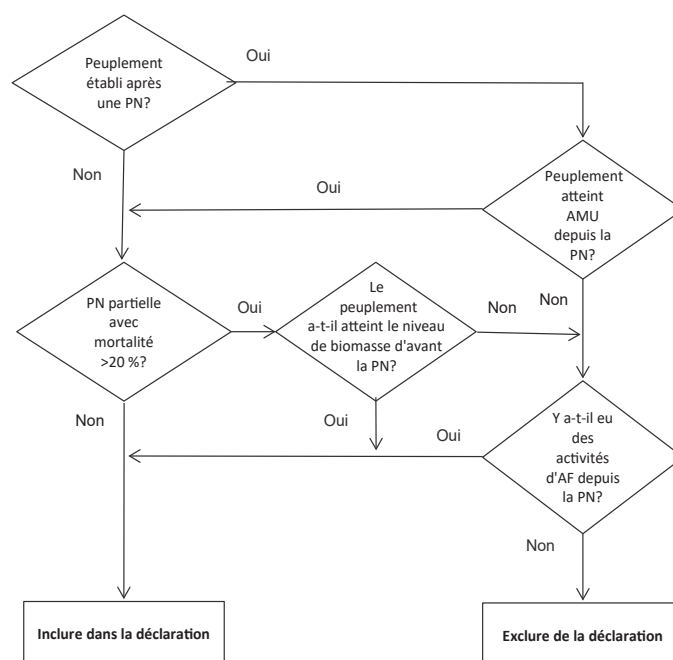 Peuplement
établi après
une PN?
Oui
Non
Oui
Peuplement
atteint
AMU
depuis la
PN?
Non
PN partielle
avec
mortalité
>20 %?
Oui
Le
peuplement
a-t-il atteint le niveau
de biomasse d'avant
la PN?
Non
Non
Oui
Oui
Y a-t-il eu
des
activités
d'AF depuis
la PN?
Non
Inclure dans la déclaration
Exclure de la déclaration